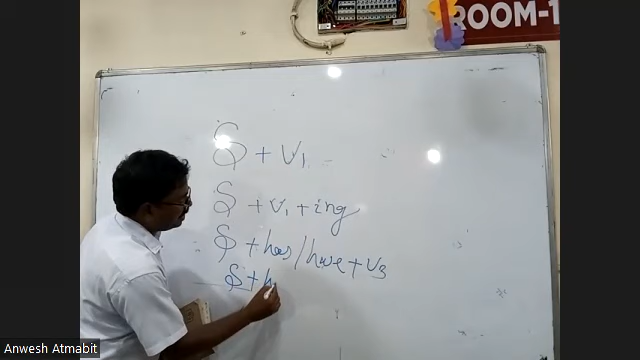 ROOM-1
S + V1
S + V1 + ing
S + has/have + V3
S + h
Anwesh Atmabit